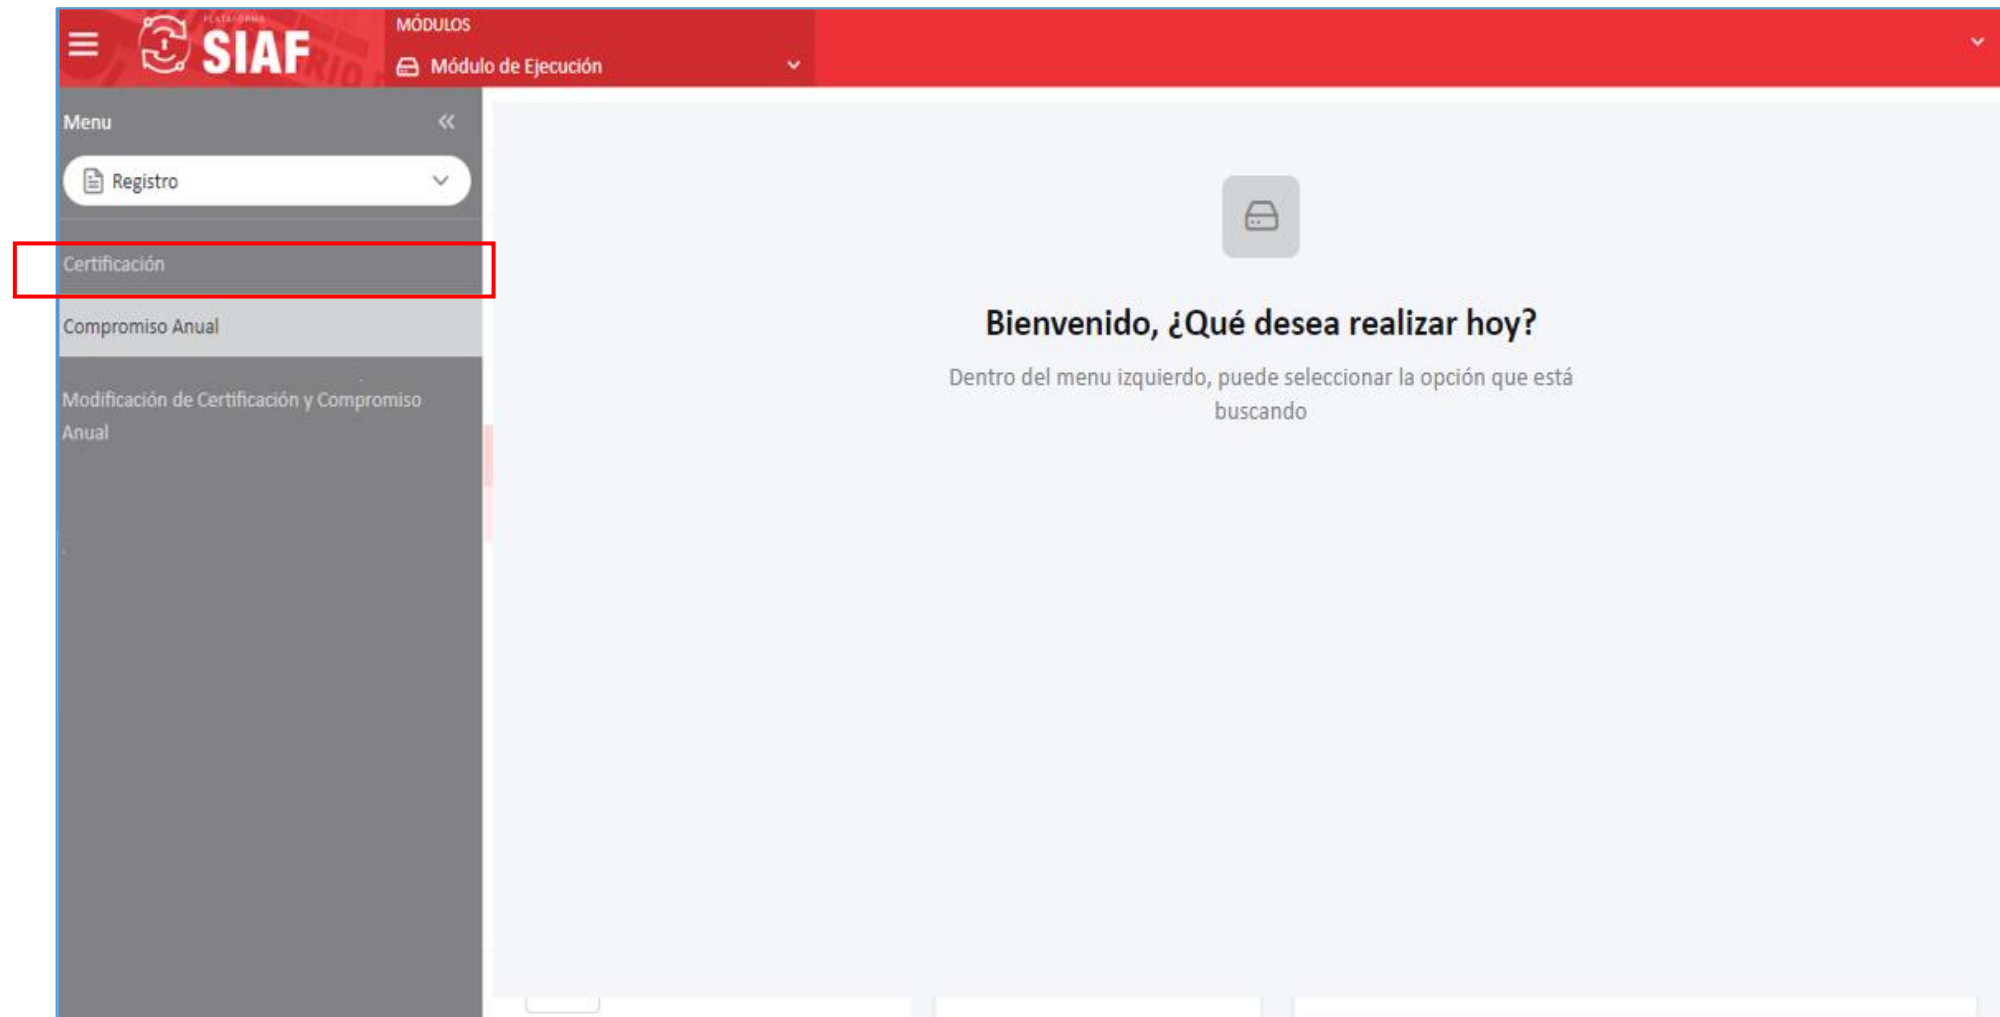 PLATAFORMA
SIAF
MÓDULOS
Módulo de Ejecución
Menu
Registro
Certificación
Compromiso Anual
Modificación de Certificación y Compromiso
Anual
Bienvenido, ¿Qué desea realizar hoy?
Dentro del menu izquierdo, puede seleccionar la opción que está
buscando